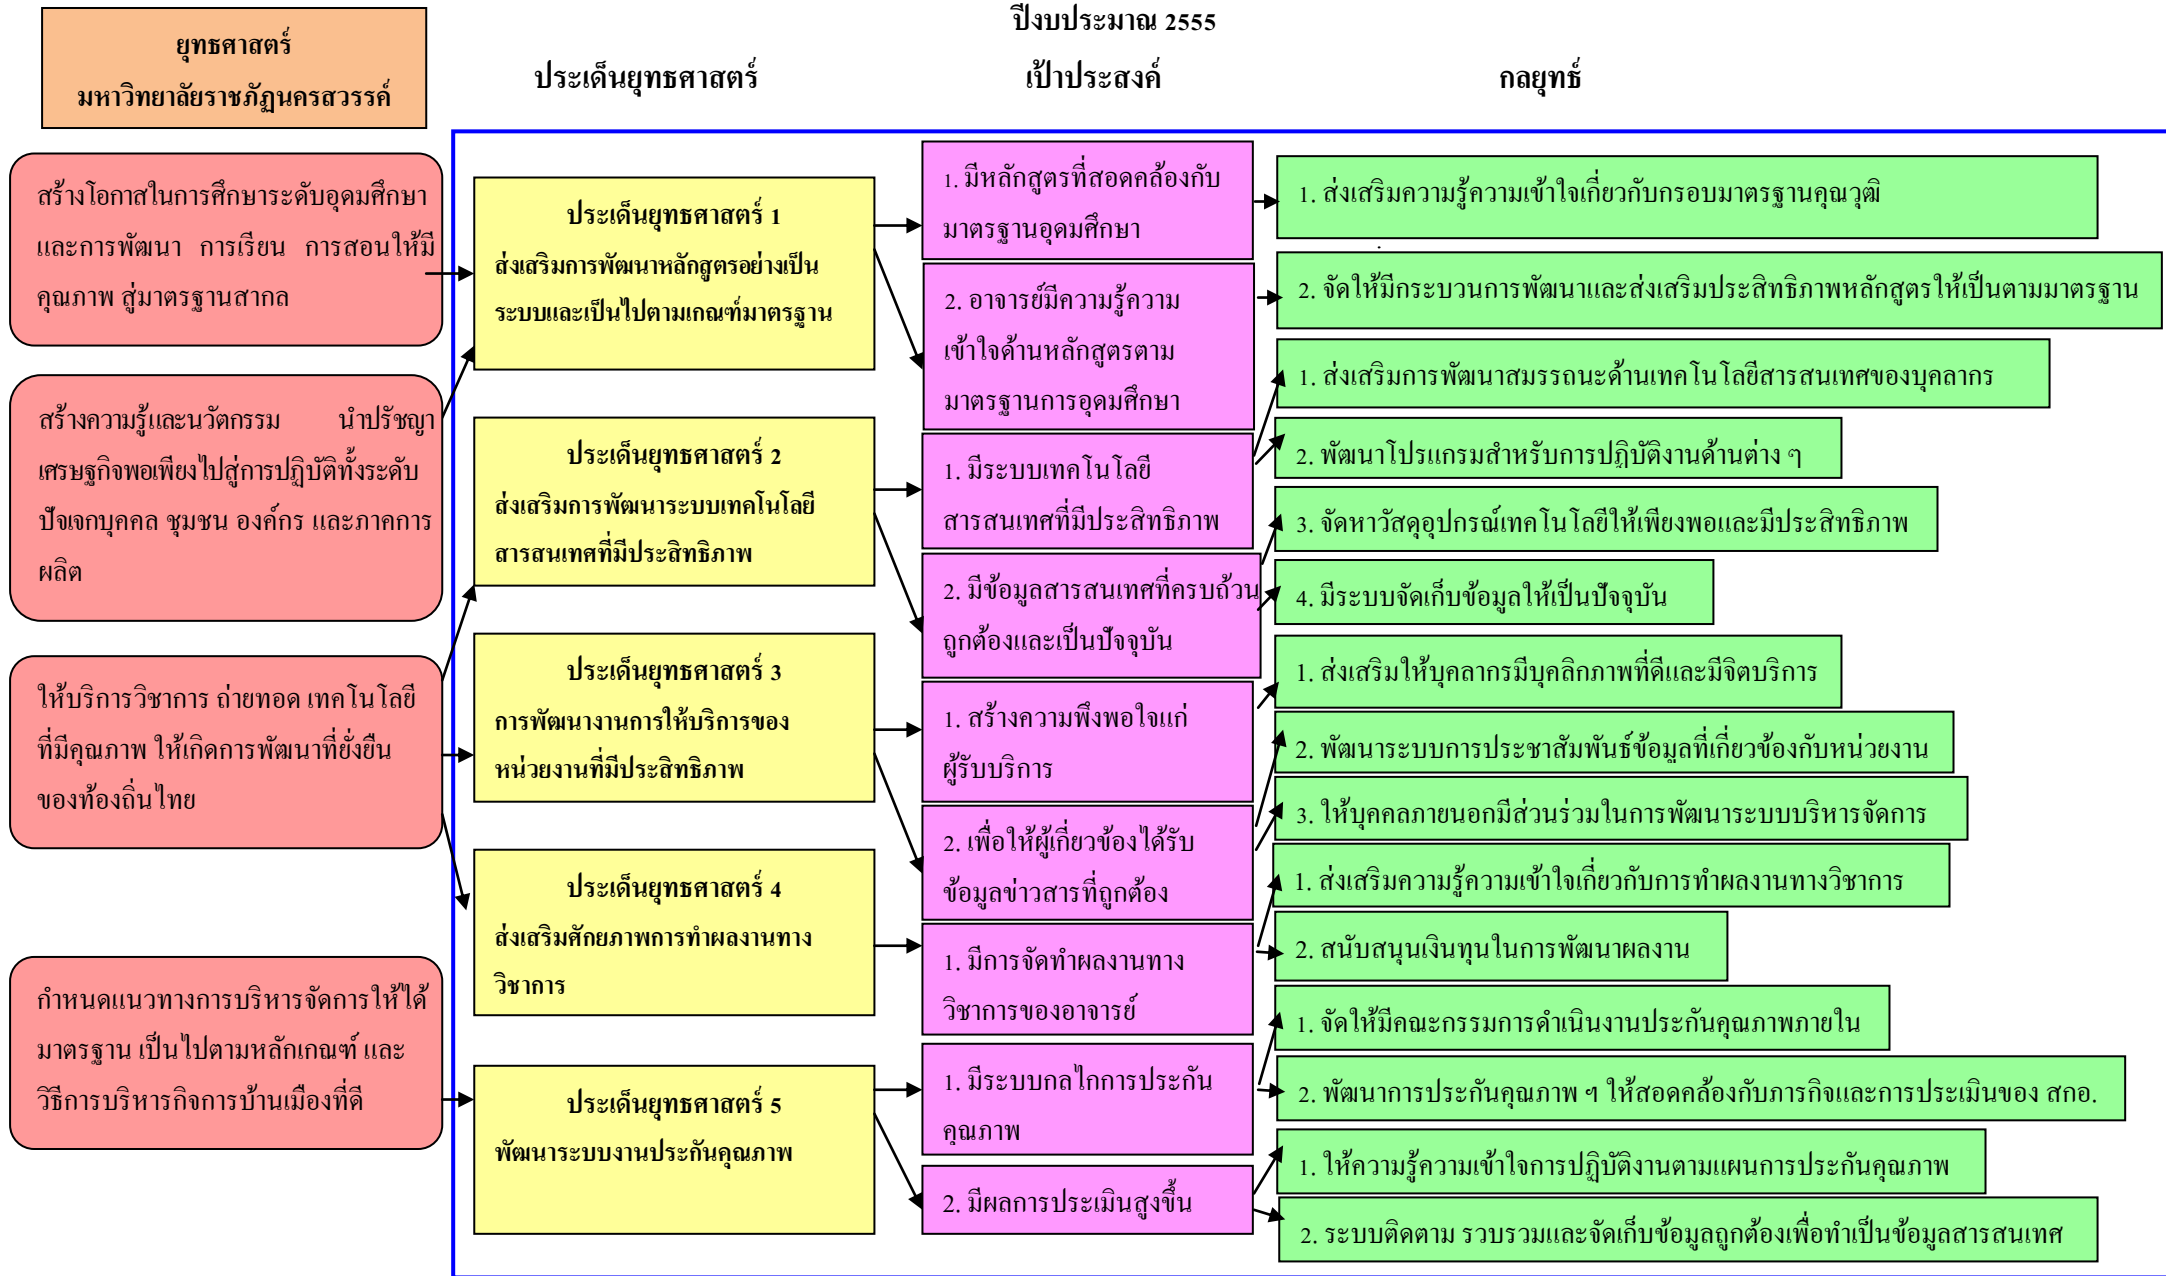 ปีงบประมาณ 2555
ยุทธศาสตร์
มหาวิทยาลัยราชภัฏนครสวรรค์
ประเด็นยุทธศาสตร์
เป้าประสงค์
กลยุทธ์
สร้างโอกาสในการศึกษาระดับอุดมศึกษา
และการพัฒนา การเรียน การสอนให้มี
คุณภาพ สู่มาตรฐานสากล
สร้างความรู้และนวัตกรรม นำปรัชญา
เศรษฐกิจพอเพียงไปสู่การปฏิบัติทั้งระดับ
ปัจเจกบุคคล ชุมชน องค์กร และภาคการ
ผลิต
ให้บริการวิชาการ ถ่ายทอด เทคโนโลยี
ที่มีคุณภาพ ให้เกิดการพัฒนาที่ยั่งยืน
ของท้องถิ่นไทย
กำหนดแนวทางการบริหารจัดการให้ได้
มาตรฐาน เป็นไปตามหลักเกณฑ์ และ
วิธีการบริหารกิจการบ้านเมืองที่ดี
ประเด็นยุทธศาสตร์ 1
ส่งเสริมการพัฒนาหลักสูตรอย่างเป็น
ระบบและเป็นไปตามเกณฑ์มาตรฐาน
ประเด็นยุทธศาสตร์ 2
ส่งเสริมการพัฒนาระบบเทคโนโลยี
สารสนเทศที่มีประสิทธิภาพ
ประเด็นยุทธศาสตร์ 3
การพัฒนางานการให้บริการของ
หน่วยงานที่มีประสิทธิภาพ
ประเด็นยุทธศาสตร์ 4
ส่งเสริมศักยภาพการทำผลงานทาง
วิชาการ
ประเด็นยุทธศาสตร์ 5
พัฒนาระบบงานประกันคุณภาพ
1. มีหลักสูตรที่สอดคล้องกับ
มาตรฐานอุดมศึกษา
2. อาจารย์มีความรู้ความ
เข้าใจด้านหลักสูตรตาม
มาตรฐานการอุดมศึกษา
1. มีระบบเทคโนโลยี
สารสนเทศที่มีประสิทธิภาพ
2. มีข้อมูลสารสนเทศที่ครบถ้วน
ถูกต้องและเป็นปัจจุบัน
1. สร้างความพึงพอใจแก่
ผู้รับบริการ
2. เพื่อให้ผู้เกี่ยวข้องได้รับ
ข้อมูลข่าวสารที่ถูกต้อง
1. มีการจัดทำผลงานทาง
วิชาการของอาจารย์
1. มีระบบกลไกการประกัน
คุณภาพ
2. มีผลการประเมินสูงขึ้น
1. ส่งเสริมความรู้ความเข้าใจเกี่ยวกับกรอบมาตรฐานคุณวุฒิ
2. จัดให้มีกระบวนการพัฒนาและส่งเสริมประสิทธิภาพหลักสูตรให้เป็นตามมาตรฐาน
1. ส่งเสริมการพัฒนาสมรรถนะด้านเทคโนโลยีสารสนเทศของบุคลากร
2. พัฒนาโปรแกรมสำหรับการปฏิบัติงานด้านต่าง ๆ
3. จัดหาวัสดุอุปกรณ์เทคโนโลยีให้เพียงพอและมีประสิทธิภาพ
4. มีระบบจัดเก็บข้อมูลให้เป็นปัจจุบัน
1. ส่งเสริมให้บุคลากรมีบุคลิกภาพที่ดีและมีจิตบริการ
2. พัฒนาระบบการประชาสัมพันธ์ข้อมูลที่เกี่ยวข้องกับหน่วยงาน
3. ให้บุคคลภายนอกมีส่วนร่วมในการพัฒนาระบบบริหารจัดการ
1. ส่งเสริมความรู้ความเข้าใจเกี่ยวกับการทำผลงานทางวิชาการ
2. สนับสนุนเงินทุนในการพัฒนาผลงาน
1. จัดให้มีคณะกรรมการดำเนินงานประกันคุณภาพภายใน
2. พัฒนาการประกันคุณภาพ ฯ ให้สอดคล้องกับภารกิจและการประเมินของ สกอ.
1. ให้ความรู้ความเข้าใจการปฏิบัติงานตามแผนการประกันคุณภาพ
2. ระบบติดตาม รวบรวมและจัดเก็บข้อมูลถูกต้องเพื่อทำเป็นข้อมูลสารสนเทศ